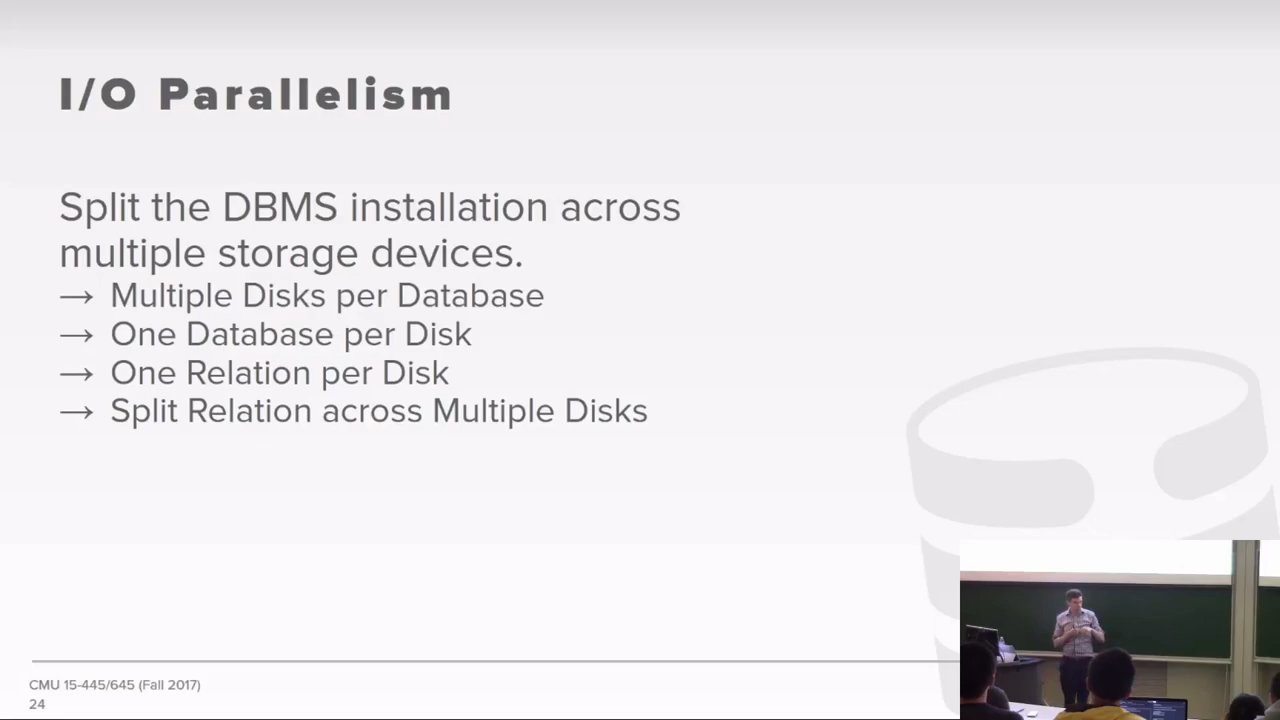 I/O Parallelism
Split the DBMS installation across
multiple storage devices.
→ Multiple Disks per Database
→ One Database per Disk
→ One Relation per Disk
→ Split Relation across Multiple Disks
CMU 15-445/645 (Fall 2017)
24